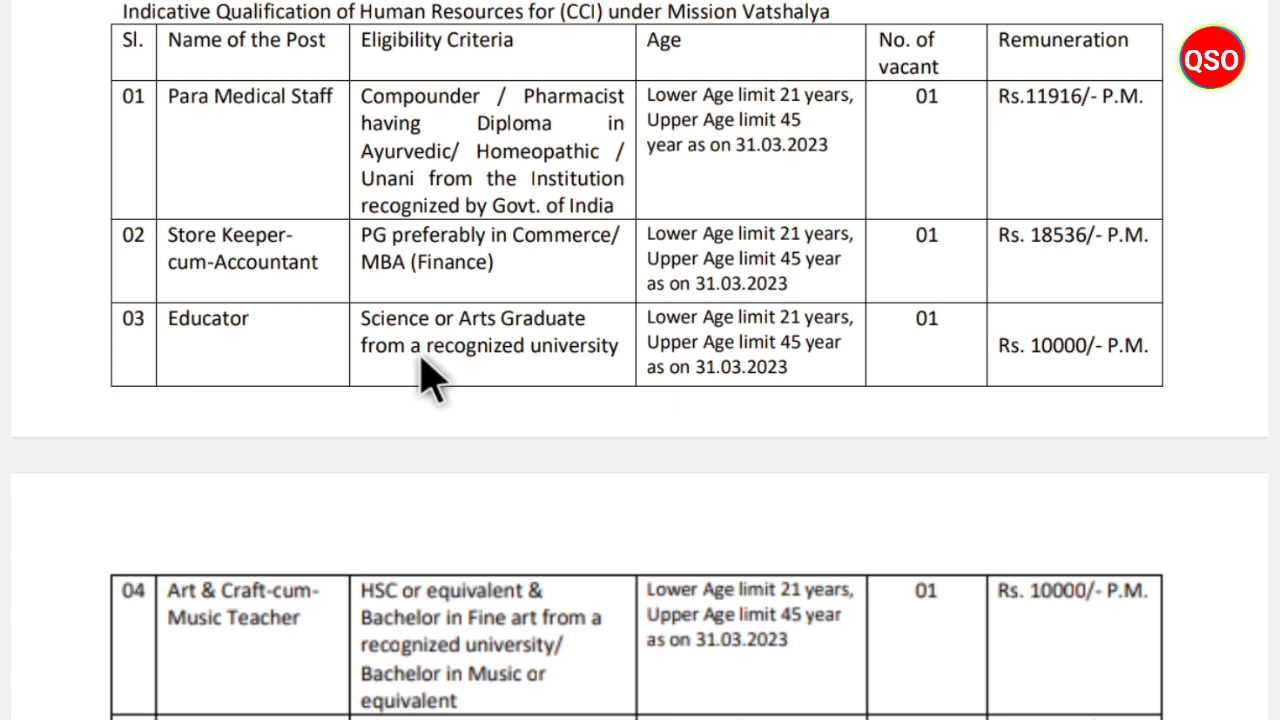 Indicative Qualification of Human Resources for (CCI) under Mission Vatshalya
QSO
Sl. Name of the Post Eligibility Criteria Age No. of vacant Remuneration
01 Para Medical Staff Compounder / Pharmacist
having Diploma in
Ayurvedic/ Homeopathic /
Unani from the Institution
recognized by Govt. of India
Lower Age limit 21 years,
Upper Age limit 45
year as on 31.03.2023
01 Rs.11916/- P.M.
02 Store Keeper-
cum-Accountant
PG preferably in Commerce/
MBA (Finance)
Lower Age limit 21 years,
Upper Age limit 45 year
as on 31.03.2023
01 Rs. 18536/- P.M.
03 Educator Science or Arts Graduate
from a recognized university
Lower Age limit 21 years,
Upper Age limit 45 year
as on 31.03.2023
01 Rs. 10000/- P.M.
04 Art & Craft-cum-
Music Teacher
HSC or equivalent &
Bachelor in Fine art from a
recognized university/
Bachelor in Music or
equivalent
Lower Age limit 21 years,
Upper Age limit 45 year
as on 31.03.2023
01 Rs. 10000/- P.M.